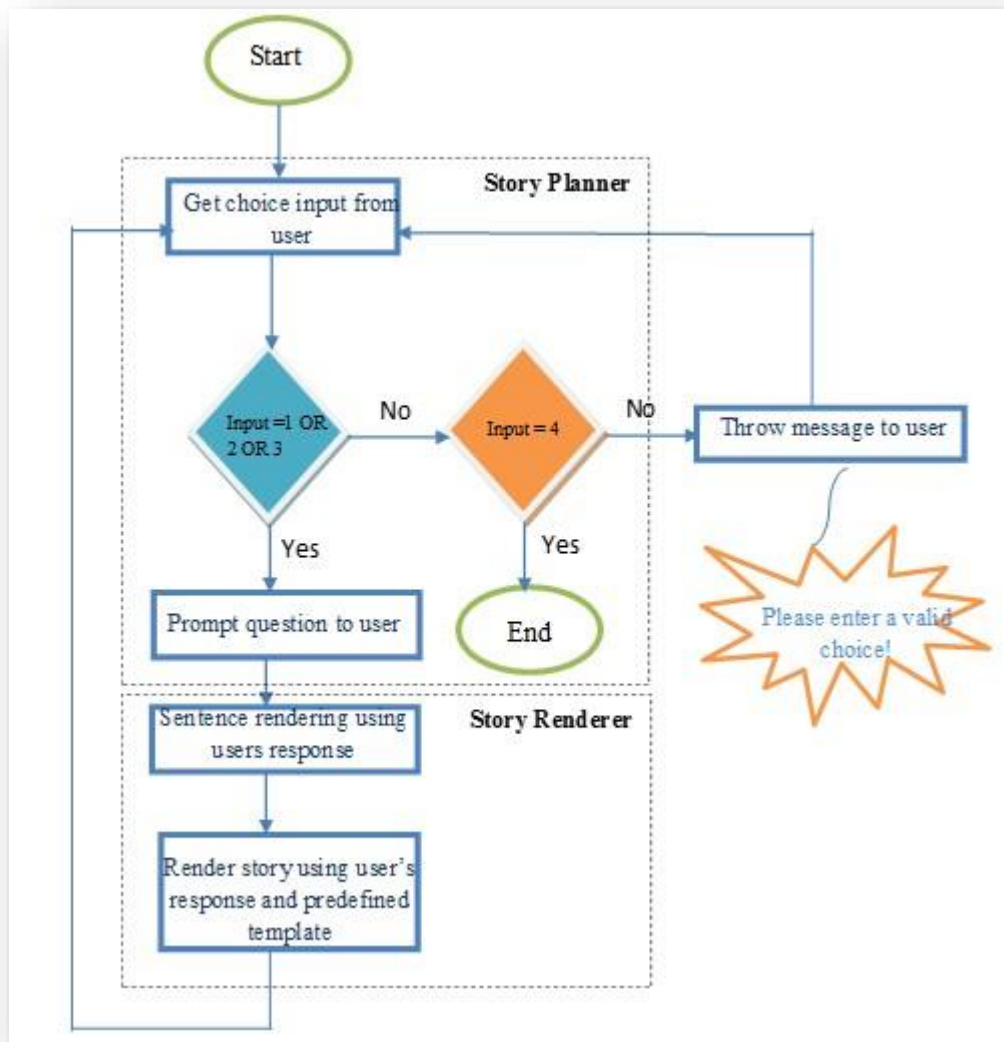 Start
Story Planner
Get choice input from
user
Input =1 OR
2 OR 3
No
Input = 4
No
Throw message to user
Yes
Yes
Prompt question to user
End
Please enter a valid
choice!
Story Renderer
Sentence rendering using
users response
Render story using user's
response and predefined
template